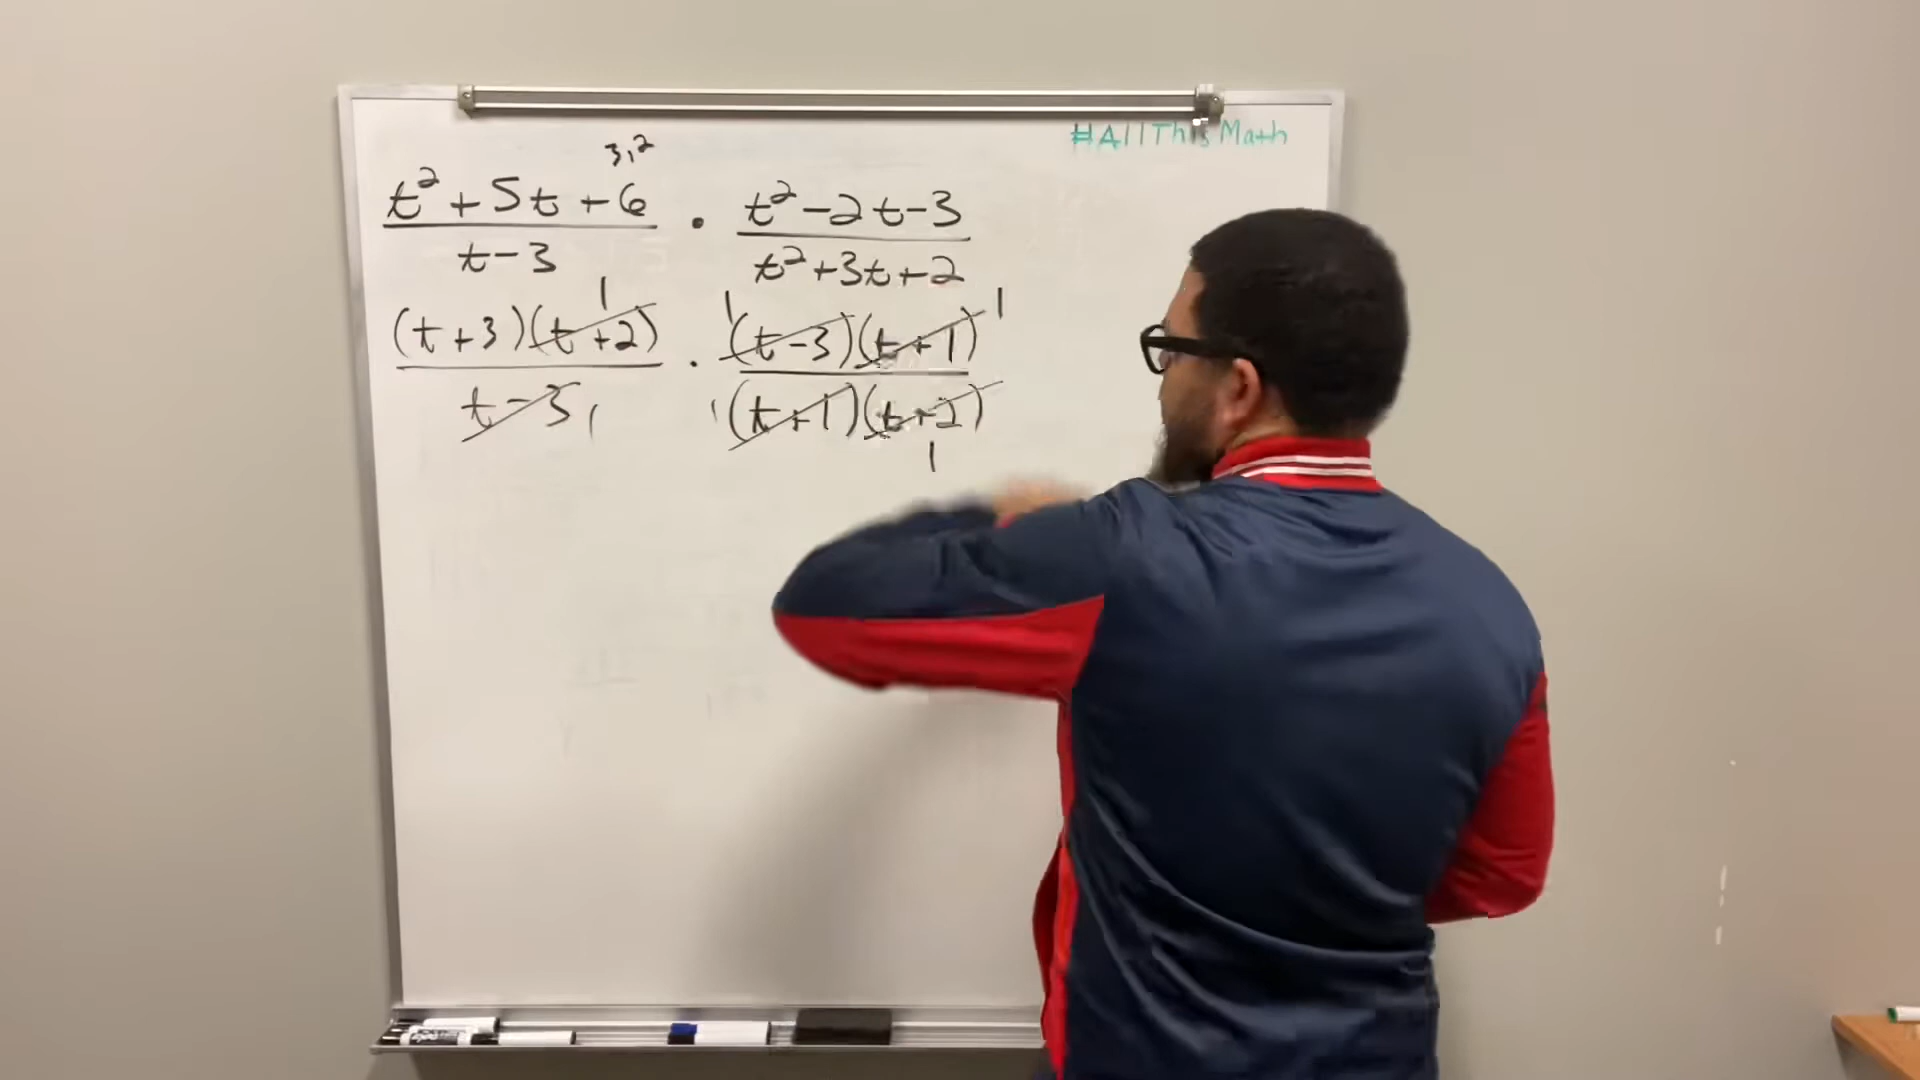 #AllThisMath
3,2
t²+5t+6 · t²-2t-3
t-3 t²+3t+2
1 1 1
(t+3)(t+2) · (t-3)(t+1)
t-3 1 1 (t+1)(t+2)
1